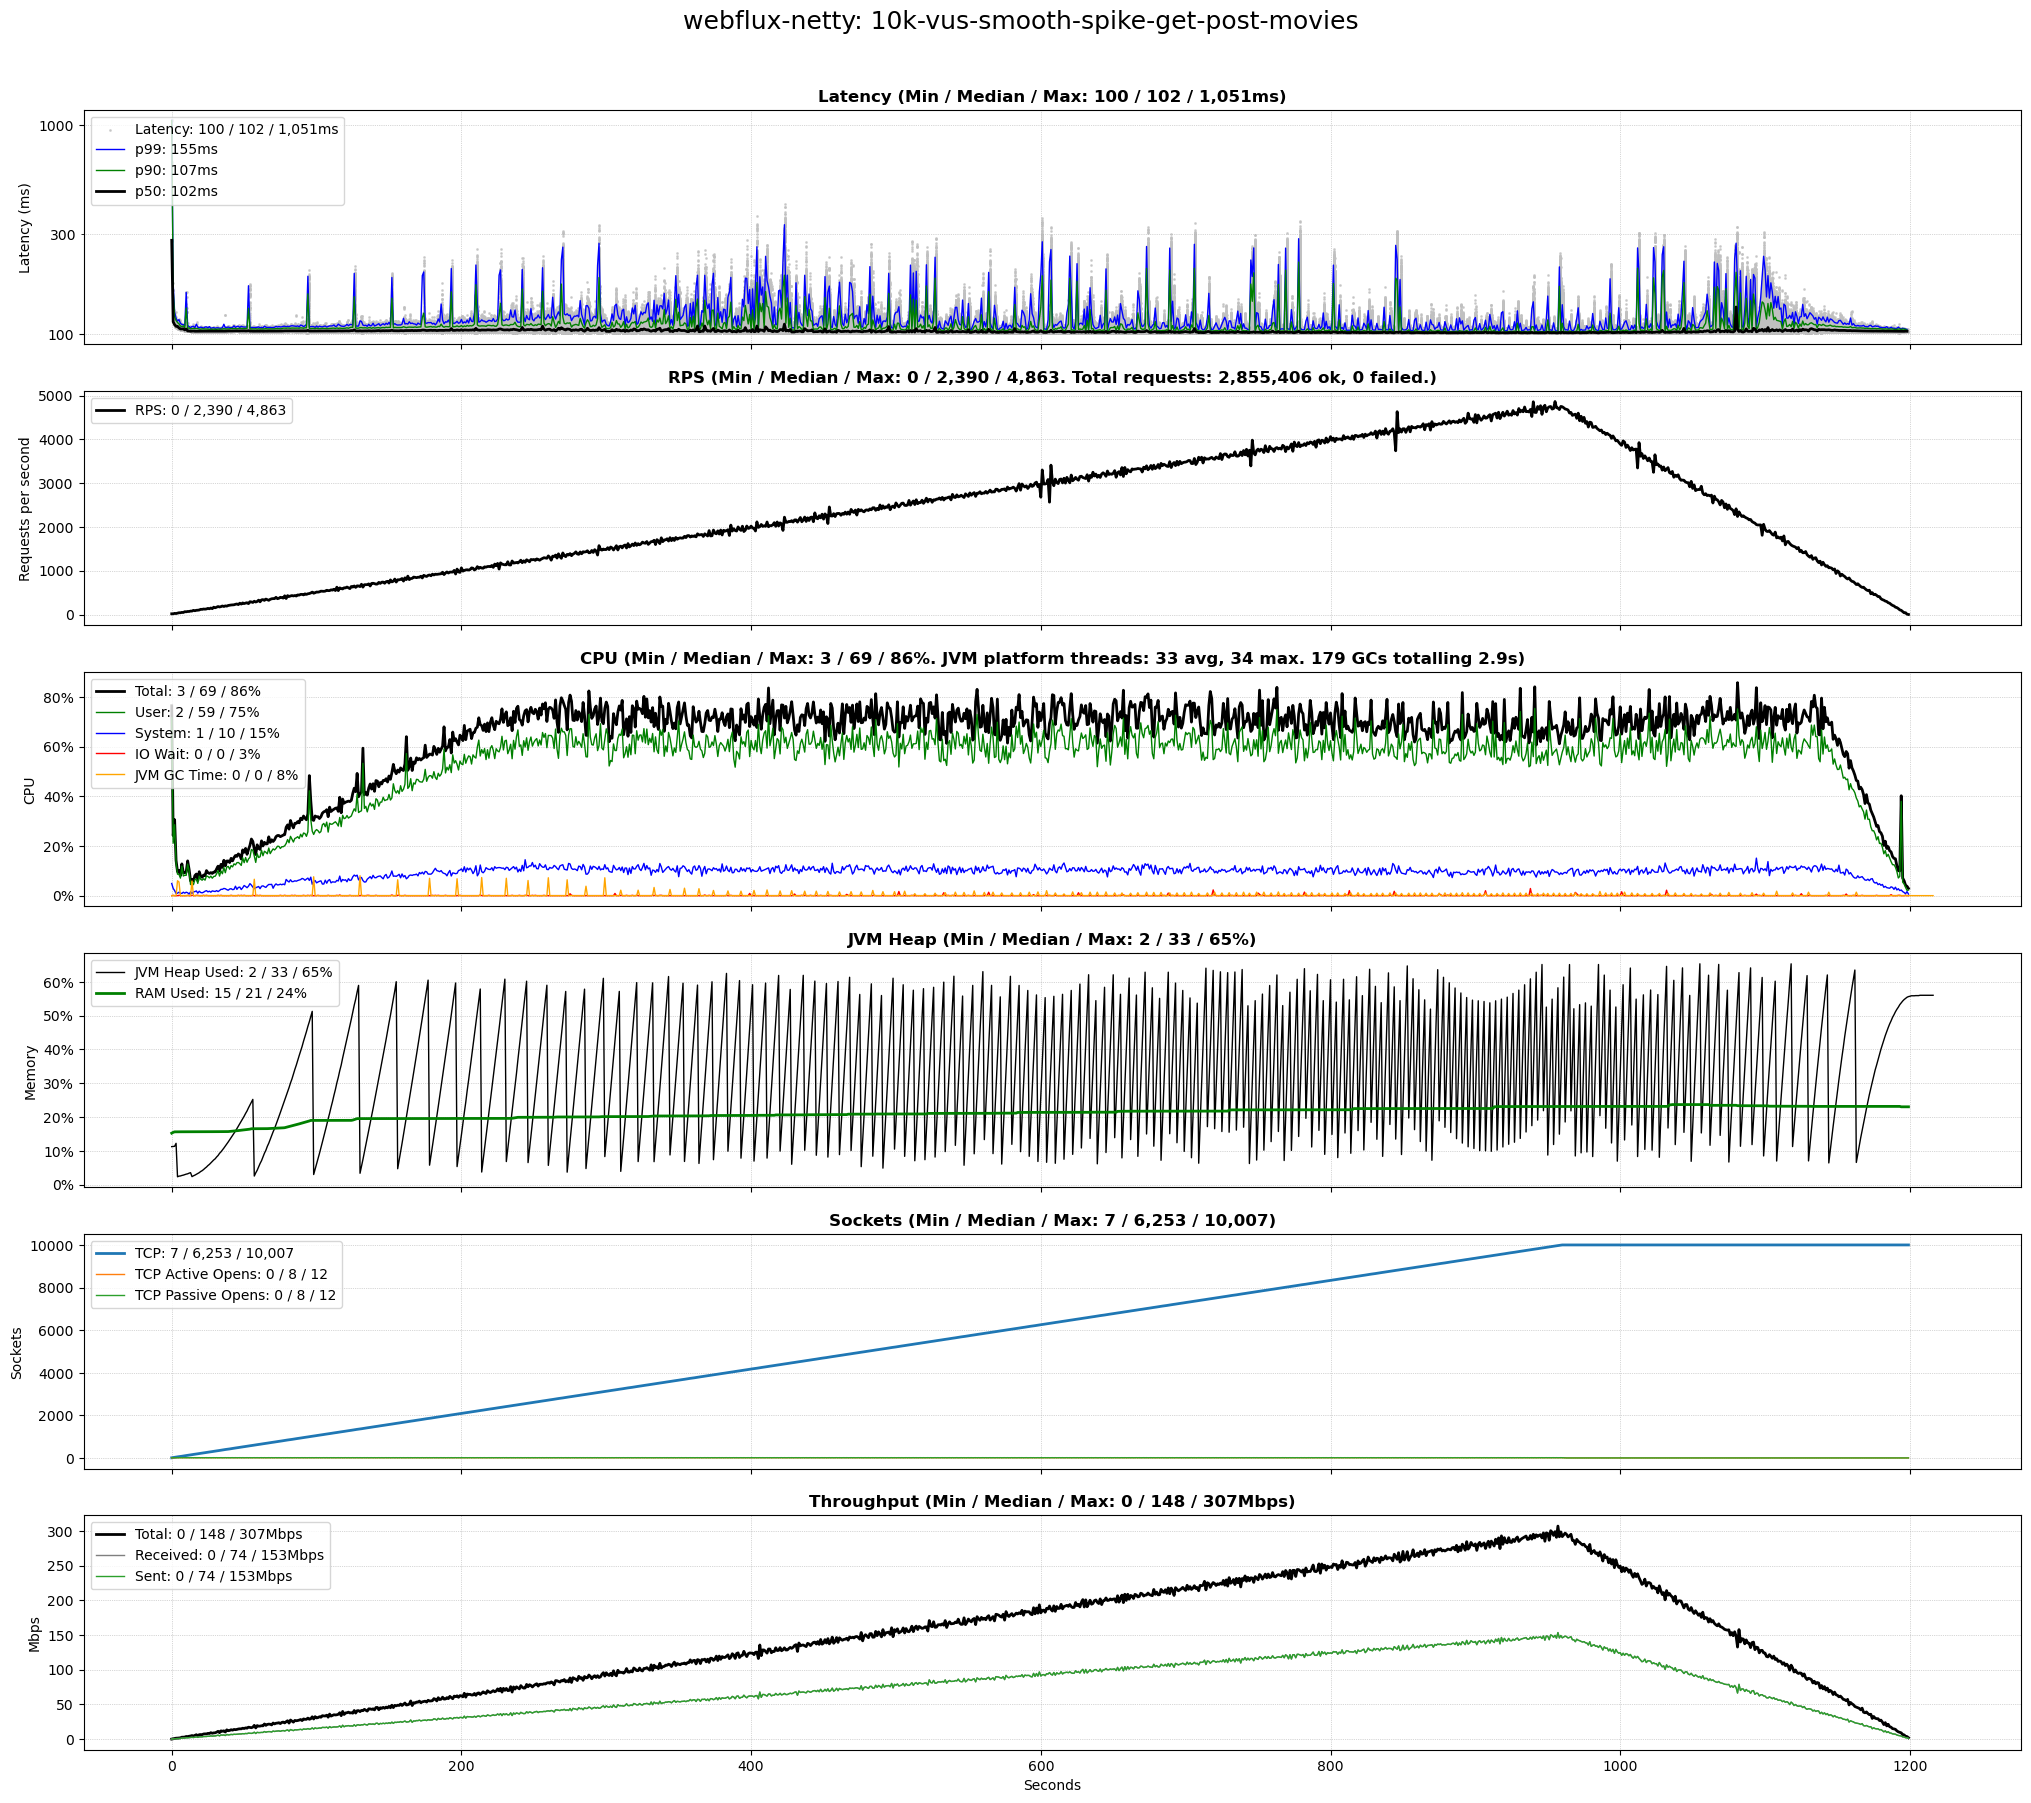 webflux-netty: 10k-vus-smooth-spike-get-post-movies
Latency (Min / Median / Max: 100 / 102 / 1,051ms)
Latency: 100 / 102 / 1,051ms
p99: 155ms
p90: 107ms
p50: 102ms
Latency (ms)
1000
300
100
RPS (Min / Median / Max: 0 / 2,390 / 4,863. Total requests: 2,855,406 ok, 0 failed.)
RPS: 0 / 2,390 / 4,863
Requests per second
5000
4000
3000
2000
1000
0
CPU (Min / Median / Max: 3 / 69 / 86%. JVM platform threads: 33 avg, 34 max. 179 GCs totalling 2.9s)
Total: 3 / 69 / 86%
User: 2 / 59 / 75%
System: 1 / 10 / 15%
IO Wait: 0 / 0 / 3%
JVM GC Time: 0 / 0 / 8%
CPU
80%
60%
40%
20%
0%
JVM Heap (Min / Median / Max: 2 / 33 / 65%)
JVM Heap Used: 2 / 33 / 65%
RAM Used: 15 / 21 / 24%
Memory
60%
50%
40%
30%
20%
10%
0%
Sockets (Min / Median / Max: 7 / 6,253 / 10,007)
TCP: 7 / 6,253 / 10,007
TCP Active Opens: 0 / 8 / 12
TCP Passive Opens: 0 / 8 / 12
Sockets
10000
8000
6000
4000
2000
0
Throughput (Min / Median / Max: 0 / 148 / 307Mbps)
Total: 0 / 148 / 307Mbps
Received: 0 / 74 / 153Mbps
Sent: 0 / 74 / 153Mbps
Mbps
300
250
200
150
100
50
0
0 200 400 600 800 1000 1200
Seconds